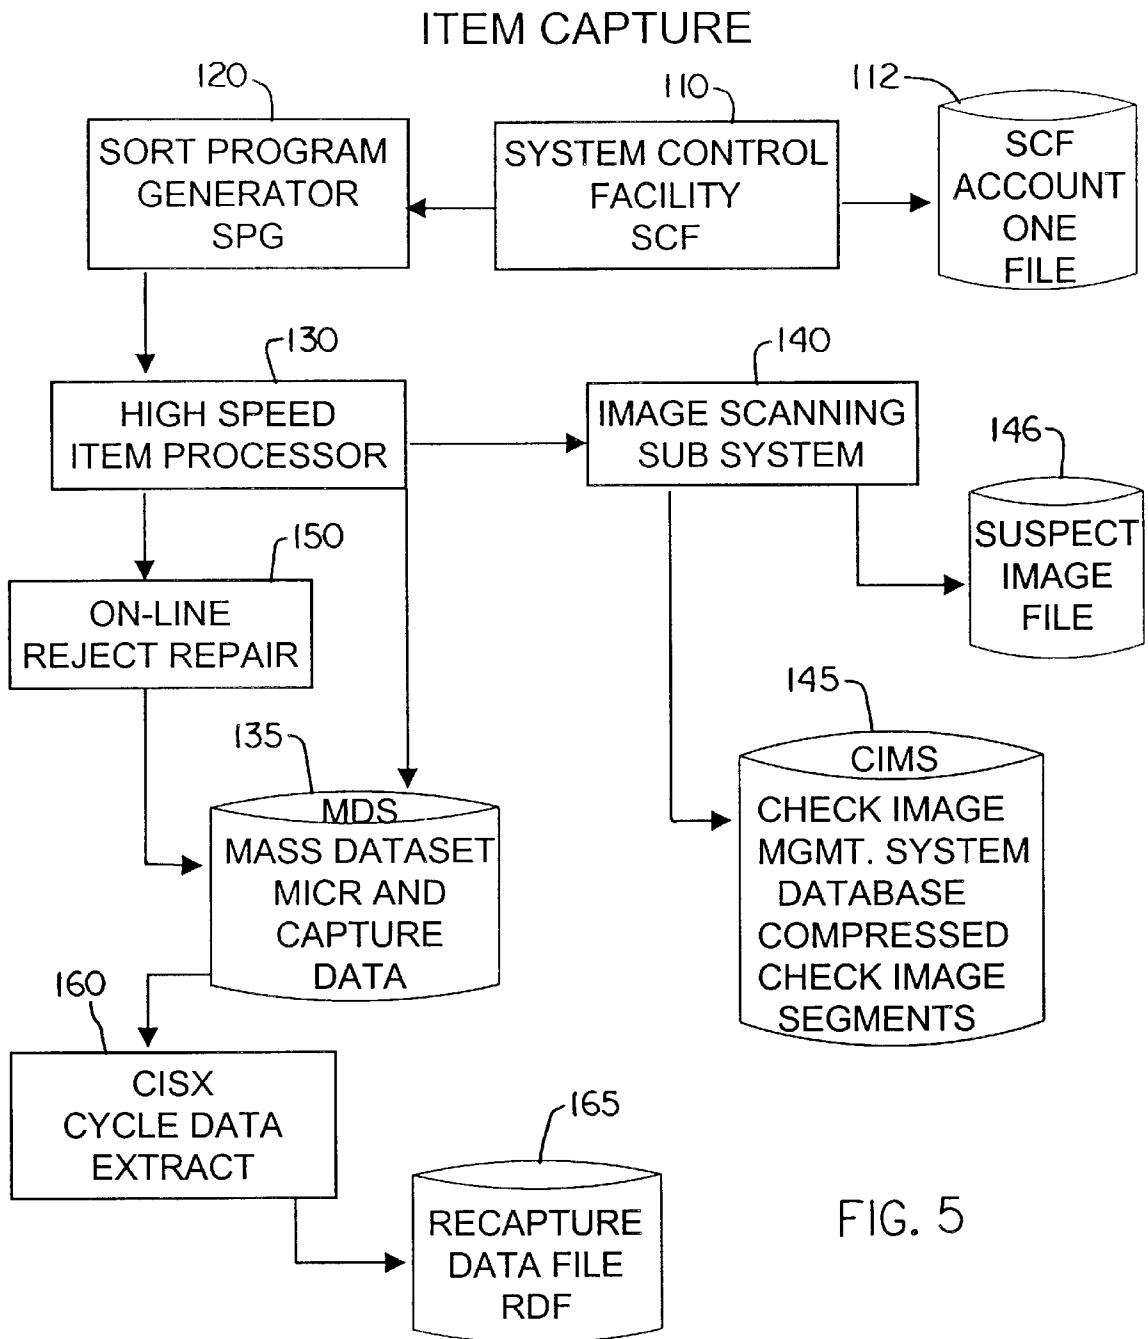 ITEM CAPTURE
120
110
112
SORT PROGRAM
GENERATOR
SPG
SYSTEM CONTROL
FACILITY
SCF
SCF
ACCOUNT
ONE
FILE
130
140
HIGH SPEED
ITEM PROCESSOR
IMAGE SCANNING
SUB SYSTEM
146
SUSPECT
IMAGE
FILE
150
ON-LINE
REJECT REPAIR
135
MDS
MASS DATASET
MICR AND
CAPTURE
DATA
145
CIMS
CHECK IMAGE
MGMT. SYSTEM
DATABASE
COMPRESSED
CHECK IMAGE
SEGMENTS
160
CISX
CYCLE DATA
EXTRACT
165
RECAPTURE
DATA FILE
RDF
FIG. 5